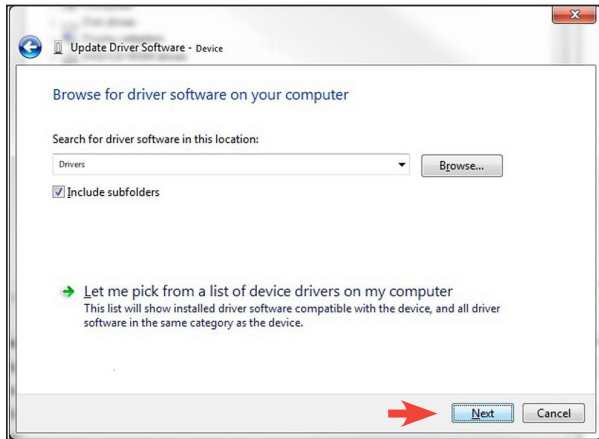 Update Driver Software - Device
Browse for driver software on your computer
Search for driver software in this location:
Drivers
Browse...
Include subfolders
Let me pick from a list of device drivers on my computer
This list will show installed driver software compatible with the device, and all driver
software in the same category as the device.
Next
Cancel